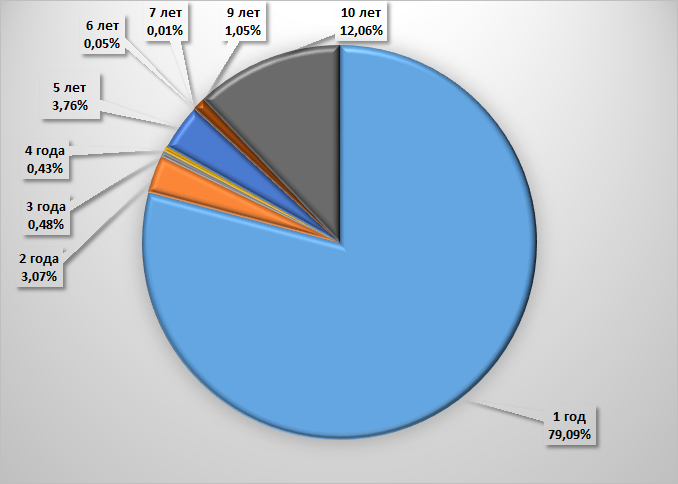 6 лет
0,05%
7 лет
0,01%
9 лет
1,05%
10 лет
12,06%
5 лет
3,76%
4 года
0,43%
3 года
0,48%
2 года
3,07%
1 год
79,09%